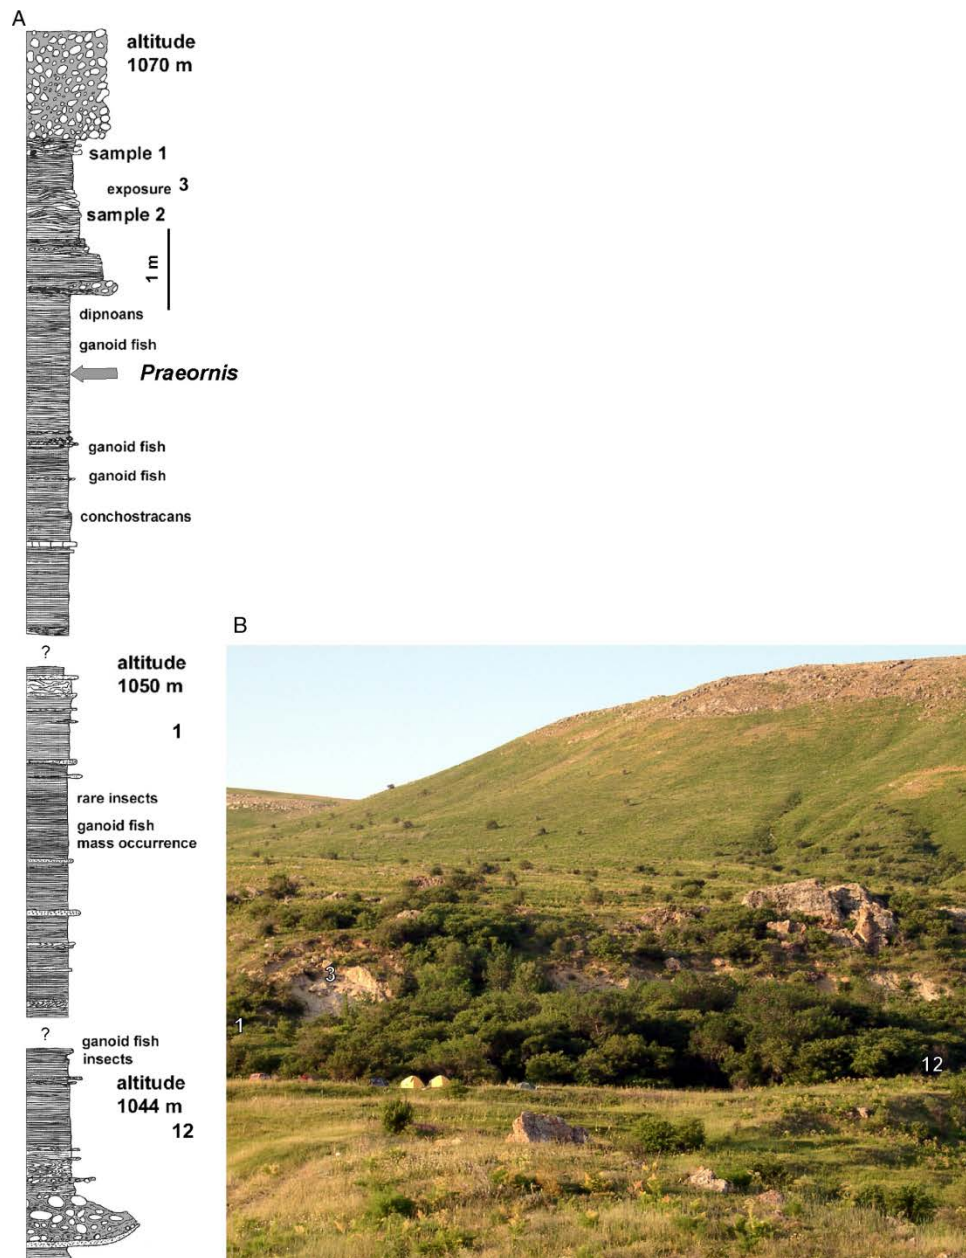 A
altitude
1070 m
sample 1
exposure 3
sample 2
1 m
dipnoans
ganoid fish
Praeornis
ganoid fish
ganoid fish
conchostracans
?
altitude
1050 m
1
rare insects
ganoid fish
mass occurrence
?
ganoid fish
insects
altitude
1044 m
12
B
3
1
12